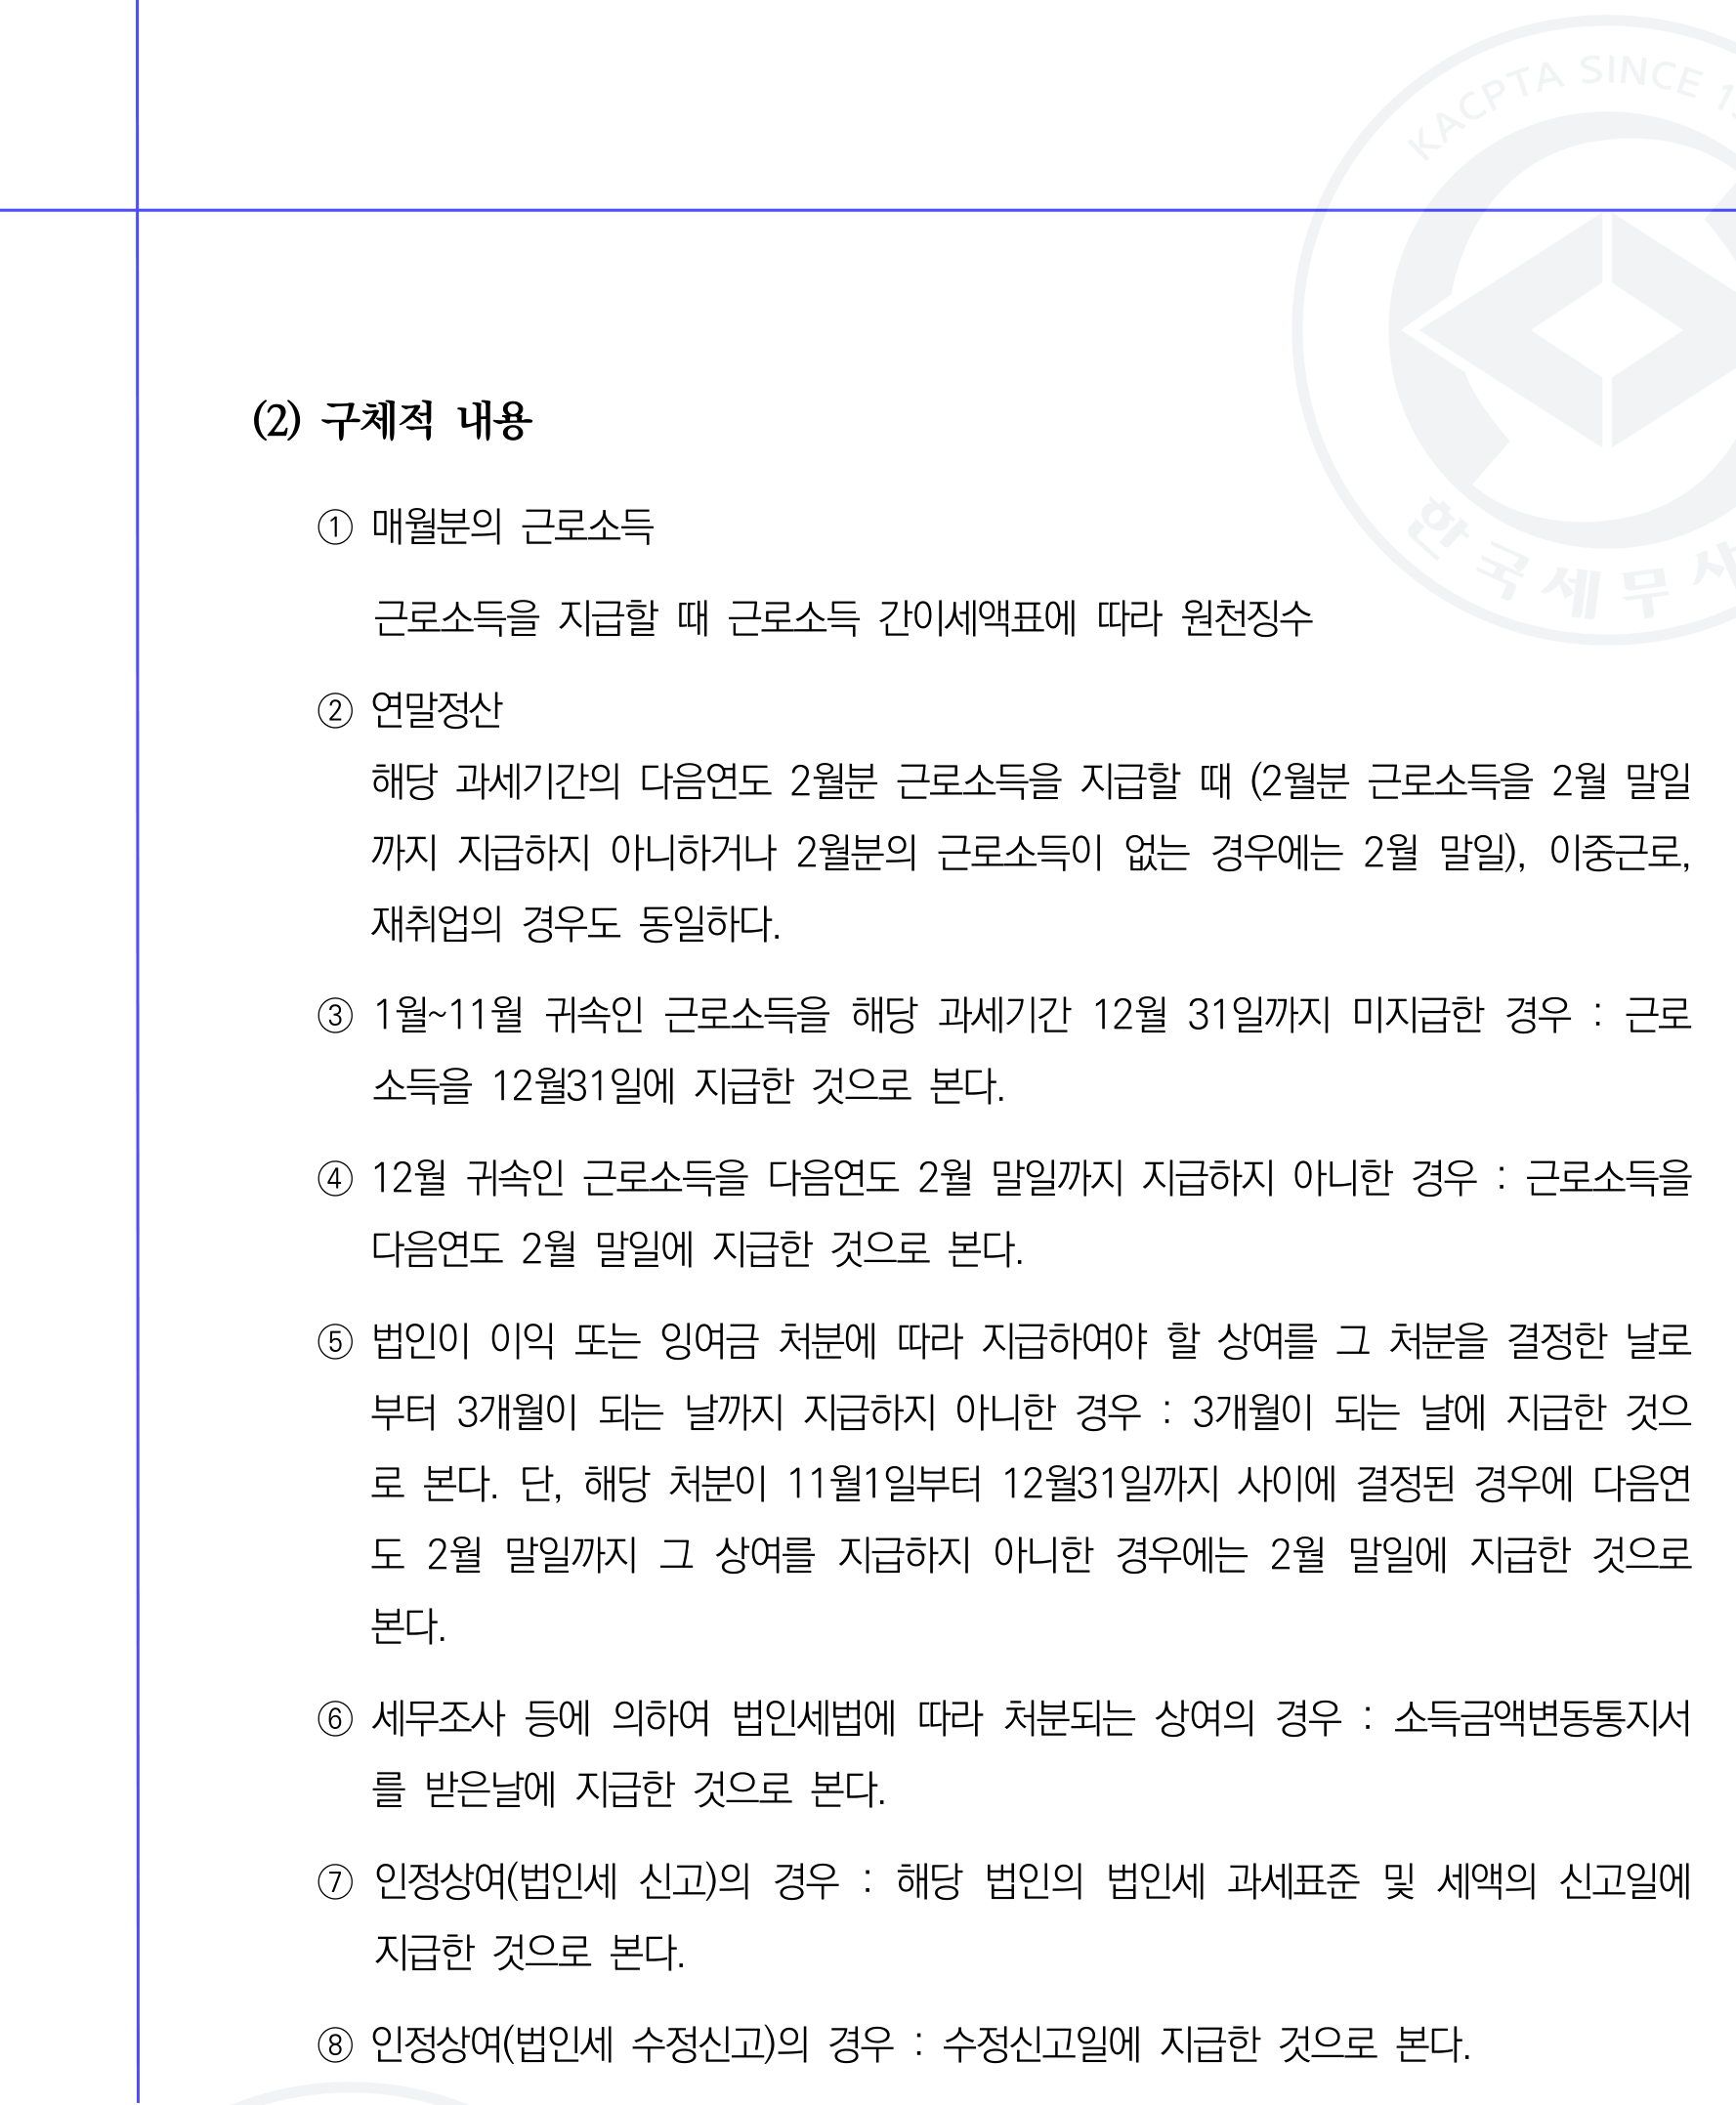 KACPTA SINCE
(2) 구체적 내용
① 매월분의 근로소득
근로소득을 지급할 때 근로소득 간이세액표에 따라 원천징수
한국세무사
② 연말정산
해당 과세기간의 다음연도 2월분 근로소득을 지급할 때 (2월분 근로소득을 2월 말일
까지 지급하지 아니하거나 2월분의 근로소득이 없는 경우에는 2월 말일), 이중근로,
재취업의 경우도 동일하다.
③ 1월~11월 귀속인 근로소득을 해당 과세기간 12월 31일까지 미지급한 경우 : 근로
소득을 12월31일에 지급한 것으로 본다.
④ 12월 귀속인 근로소득을 다음연도 2월 말일까지 지급하지 아니한 경우 : 근로소득을
다음연도 2월 말일에 지급한 것으로 본다.
⑤ 법인이 이익 또는 잉여금 처분에 따라 지급하여야 할 상여를 그 처분을 결정한 날로
부터 3개월이 되는 날까지 지급하지 아니한 경우 : 3개월이 되는 날에 지급한 것으
로 본다. 단, 해당 처분이 11월1일부터 12월31일까지 사이에 결정된 경우에 다음연
도 2월 말일까지 그 상여를 지급하지 아니한 경우에는 2월 말일에 지급한 것으로
본다.
⑥ 세무조사 등에 의하여 법인세법에 따라 처분되는 상여의 경우 : 소득금액변동통지서
를 받은날에 지급한 것으로 본다.
⑦ 인정상여(법인세 신고)의 경우 : 해당 법인의 법인세 과세표준 및 세액의 신고일에
지급한 것으로 본다.
⑧ 인정상여(법인세 수정신고)의 경우 : 수정신고일에 지급한 것으로 본다.